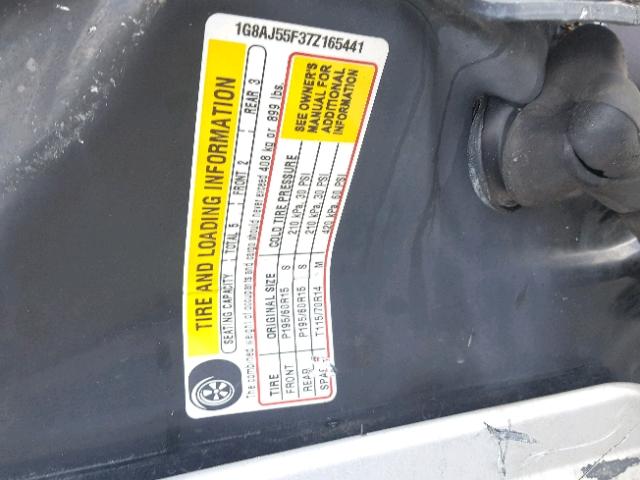 1G8AJ55F37Z165441
TIRE AND LOADING INFORMATION
SEATING CAPACITY TOTAL 5 FRONT 2 REAR 3
The combined weight of occupants and cargo should never exceed 408 kg or 899 lbs.
TIRE ORIGINAL SIZE COLD TIRE PRESSURE
FRONT P195/60R15 S 210 kPa, 30 PSI
REAR P195/60R15 S 210 kPa, 30 PSI
T115/70R14 M 420 kPa, 60 PSI
SEE OWNER'S
MANUAL FOR
ADDITIONAL
INFORMATION